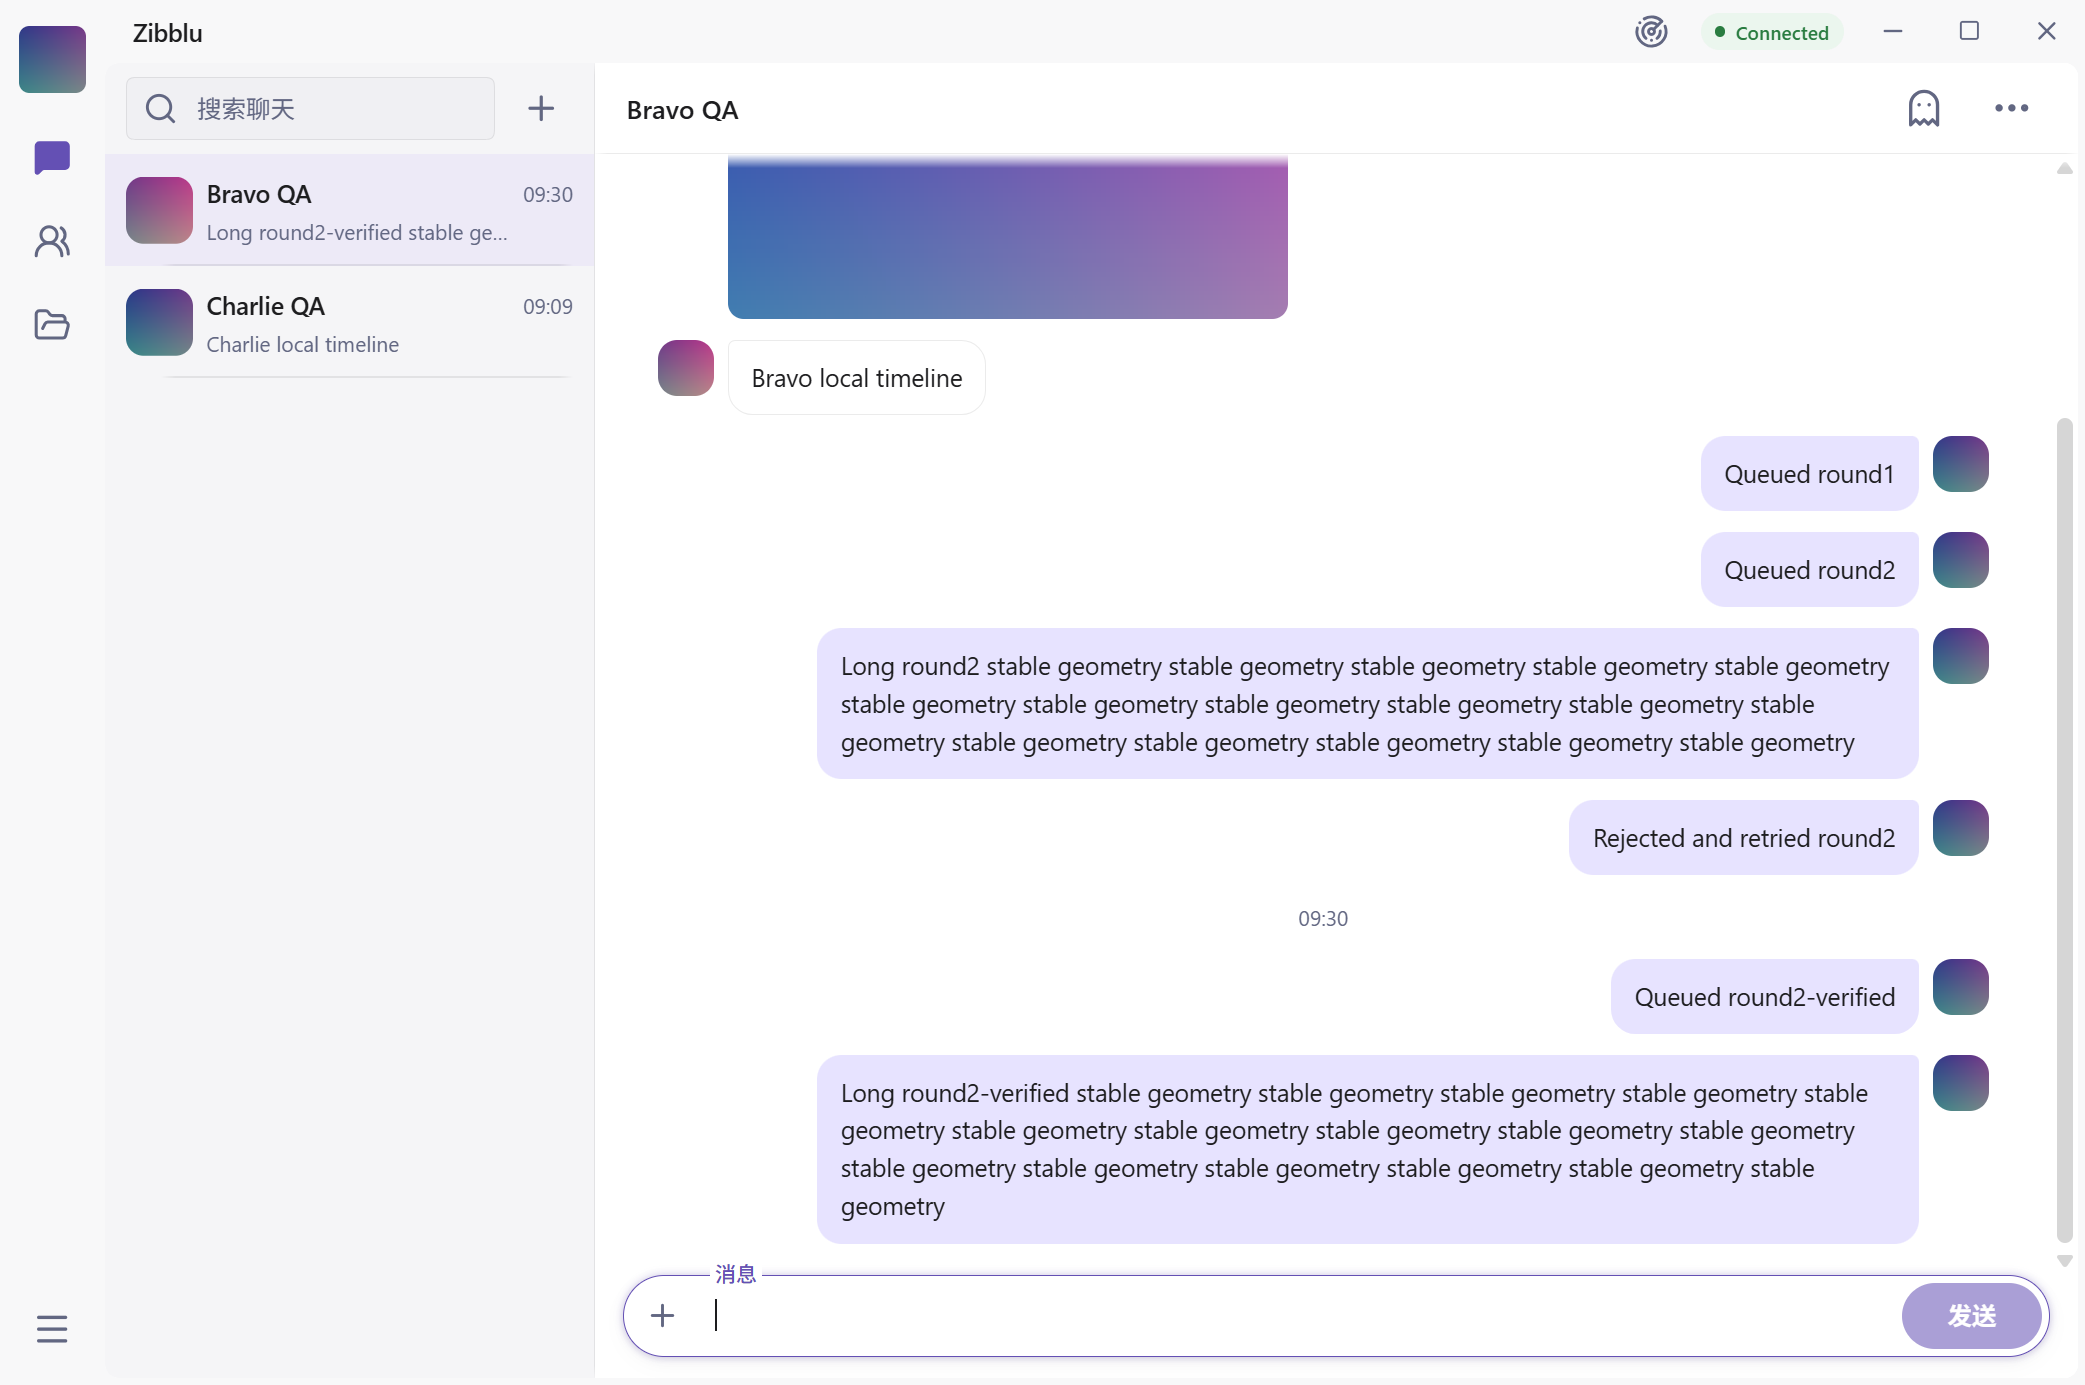 Zibblu
Connected
搜索聊天
Bravo QA
09:30
Long round2-verified stable ge...
Charlie QA
09:09
Charlie local timeline
Bravo QA
Bravo local timeline
Queued round1
Queued round2
Long round2 stable geometry stable geometry stable geometry stable geometry stable geometry
stable geometry stable geometry stable geometry stable geometry stable geometry stable
geometry stable geometry stable geometry stable geometry stable geometry stable geometry
Rejected and retried round2
09:30
Queued round2-verified
Long round2-verified stable geometry stable geometry stable geometry stable geometry stable
geometry stable geometry stable geometry stable geometry stable geometry stable geometry
stable geometry stable geometry stable geometry stable geometry stable geometry stable
geometry
消息
发送